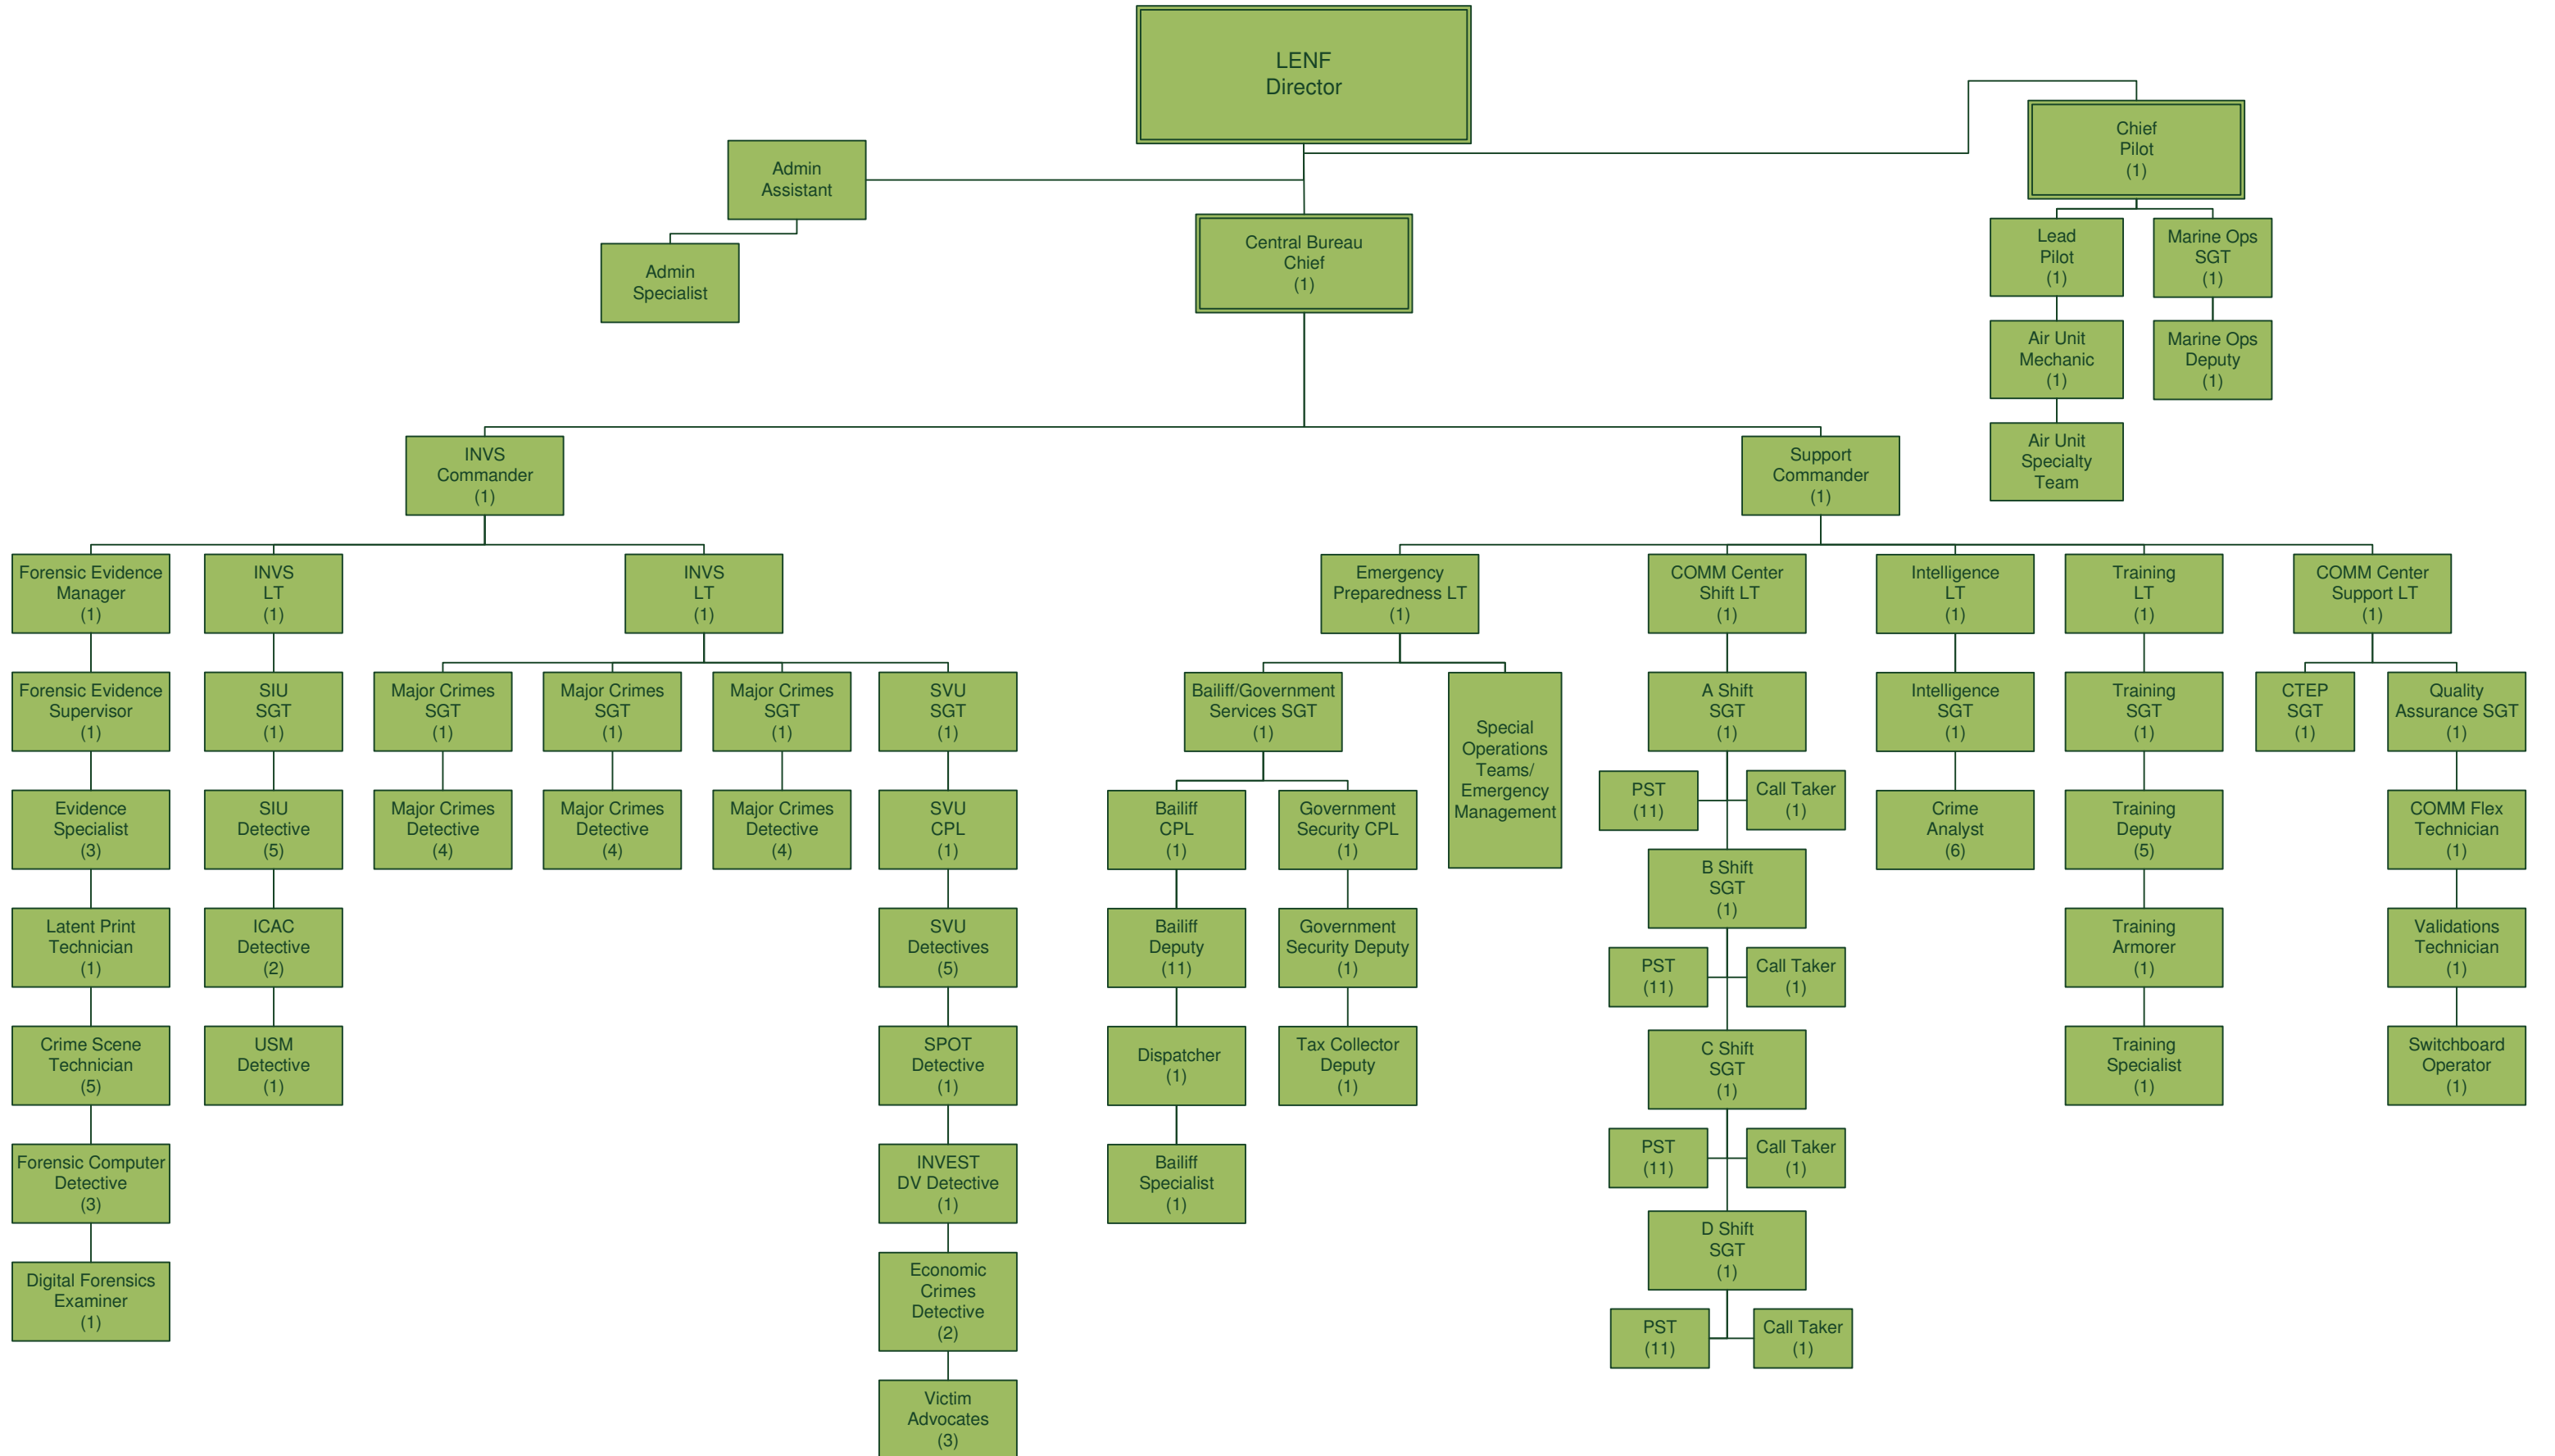 LENF
Director
Admin
Assistant
Admin
Specialist
Central Bureau
Chief
(1)
Chief
Pilot
(1)
Lead
Pilot
(1)
Air Unit
Mechanic
(1)
Air Unit
Specialty
Team
Marine Ops
SGT
(1)
Marine Ops
Deputy
(1)
INVS
Commander
(1)
Support
Commander
(1)
Forensic Evidence
Manager
(1)
Forensic Evidence
Supervisor
(1)
Evidence
Specialist
(3)
Latent Print
Technician
(1)
Crime Scene
Technician
(5)
Forensic Computer
Detective
(3)
Digital Forensics
Examiner
(1)
INVS
LT
(1)
SIU
SGT
(1)
SIU
Detective
(5)
ICAC
Detective
(2)
USM
Detective
(1)
INVS
LT
(1)
Major Crimes
SGT
(1)
Major Crimes
Detective
(4)
Major Crimes
SGT
(1)
Major Crimes
Detective
(4)
Major Crimes
SGT
(1)
Major Crimes
Detective
(4)
SVU
SGT
(1)
SVU
CPL
(1)
SVU
Detectives
(5)
SPOT
Detective
(1)
INVEST
DV Detective
(1)
Economic
Crimes
Detective
(2)
Victim
Advocates
(3)
Emergency
Preparedness LT
(1)
Bailiff/Government
Services SGT
(1)
Bailiff
CPL
(1)
Bailiff
Deputy
(11)
Dispatcher
(1)
Bailiff
Specialist
(1)
Government
Security CPL
(1)
Government
Security Deputy
(1)
Tax Collector
Deputy
(1)
Special
Operations
Teams/
Emergency
Management
COMM Center
Shift LT
(1)
A Shift
SGT
(1)
PST
(11)
Call Taker
(1)
B Shift
SGT
(1)
PST
(11)
Call Taker
(1)
C Shift
SGT
(1)
PST
(11)
Call Taker
(1)
D Shift
SGT
(1)
PST
(11)
Call Taker
(1)
Intelligence
LT
(1)
Intelligence
SGT
(1)
Crime
Analyst
(6)
Training
LT
(1)
Training
SGT
(1)
Training
Deputy
(5)
Training
Armorer
(1)
Training
Specialist
(1)
COMM Center
Support LT
(1)
CTEP
SGT
(1)
Quality
Assurance SGT
(1)
COMM Flex
Technician
(1)
Validations
Technician
(1)
Switchboard
Operator
(1)